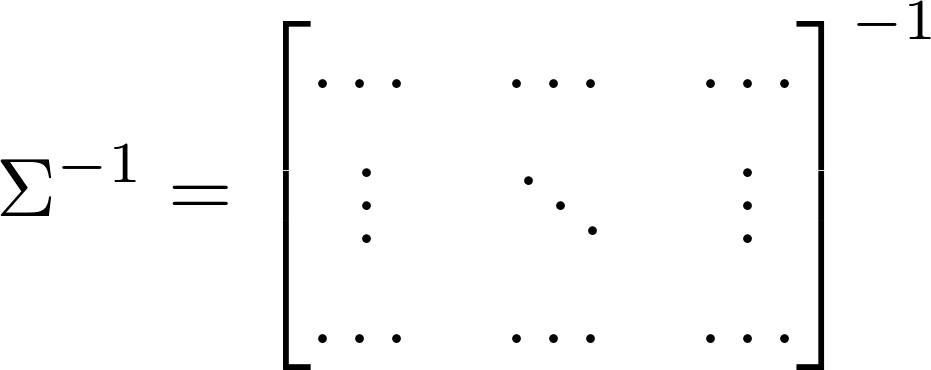 Σ⁻¹ = [ ⋯ ⋯ ⋯
⋮ ⋱ ⋮
⋯ ⋯ ⋯ ]⁻¹